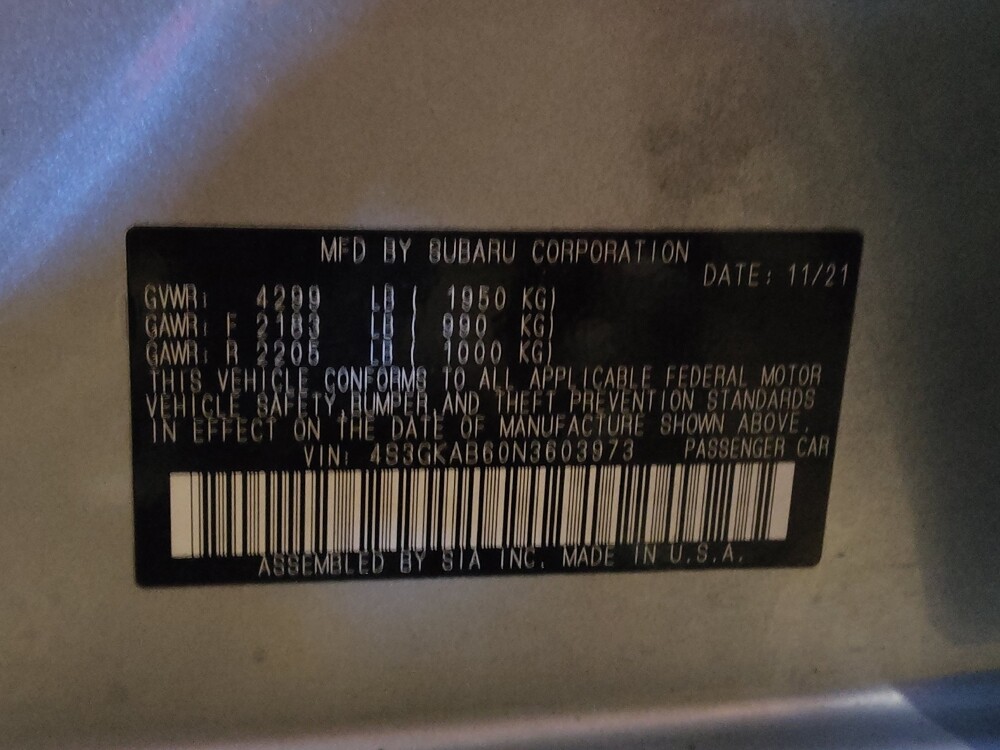 MFD BY SUBARU CORPORATION
DATE: 11/21
GVWR: 4299 LB ( 1950 KG)
GAWR: F 2183 LB ( 990 KG)
GAWR: R 2205 LB ( 1000 KG)
THIS VEHICLE CONFORMS TO ALL APPLICABLE FEDERAL MOTOR
VEHICLE SAFETY,BUMPER,AND THEFT PREVENTION STANDARDS
IN EFFECT ON THE DATE OF MANUFACTURE SHOWN ABOVE.
VIN: 4S3GKAB60N3603973 PASSENGER CAR
ASSEMBLED BY SIA INC. MADE IN U.S.A.